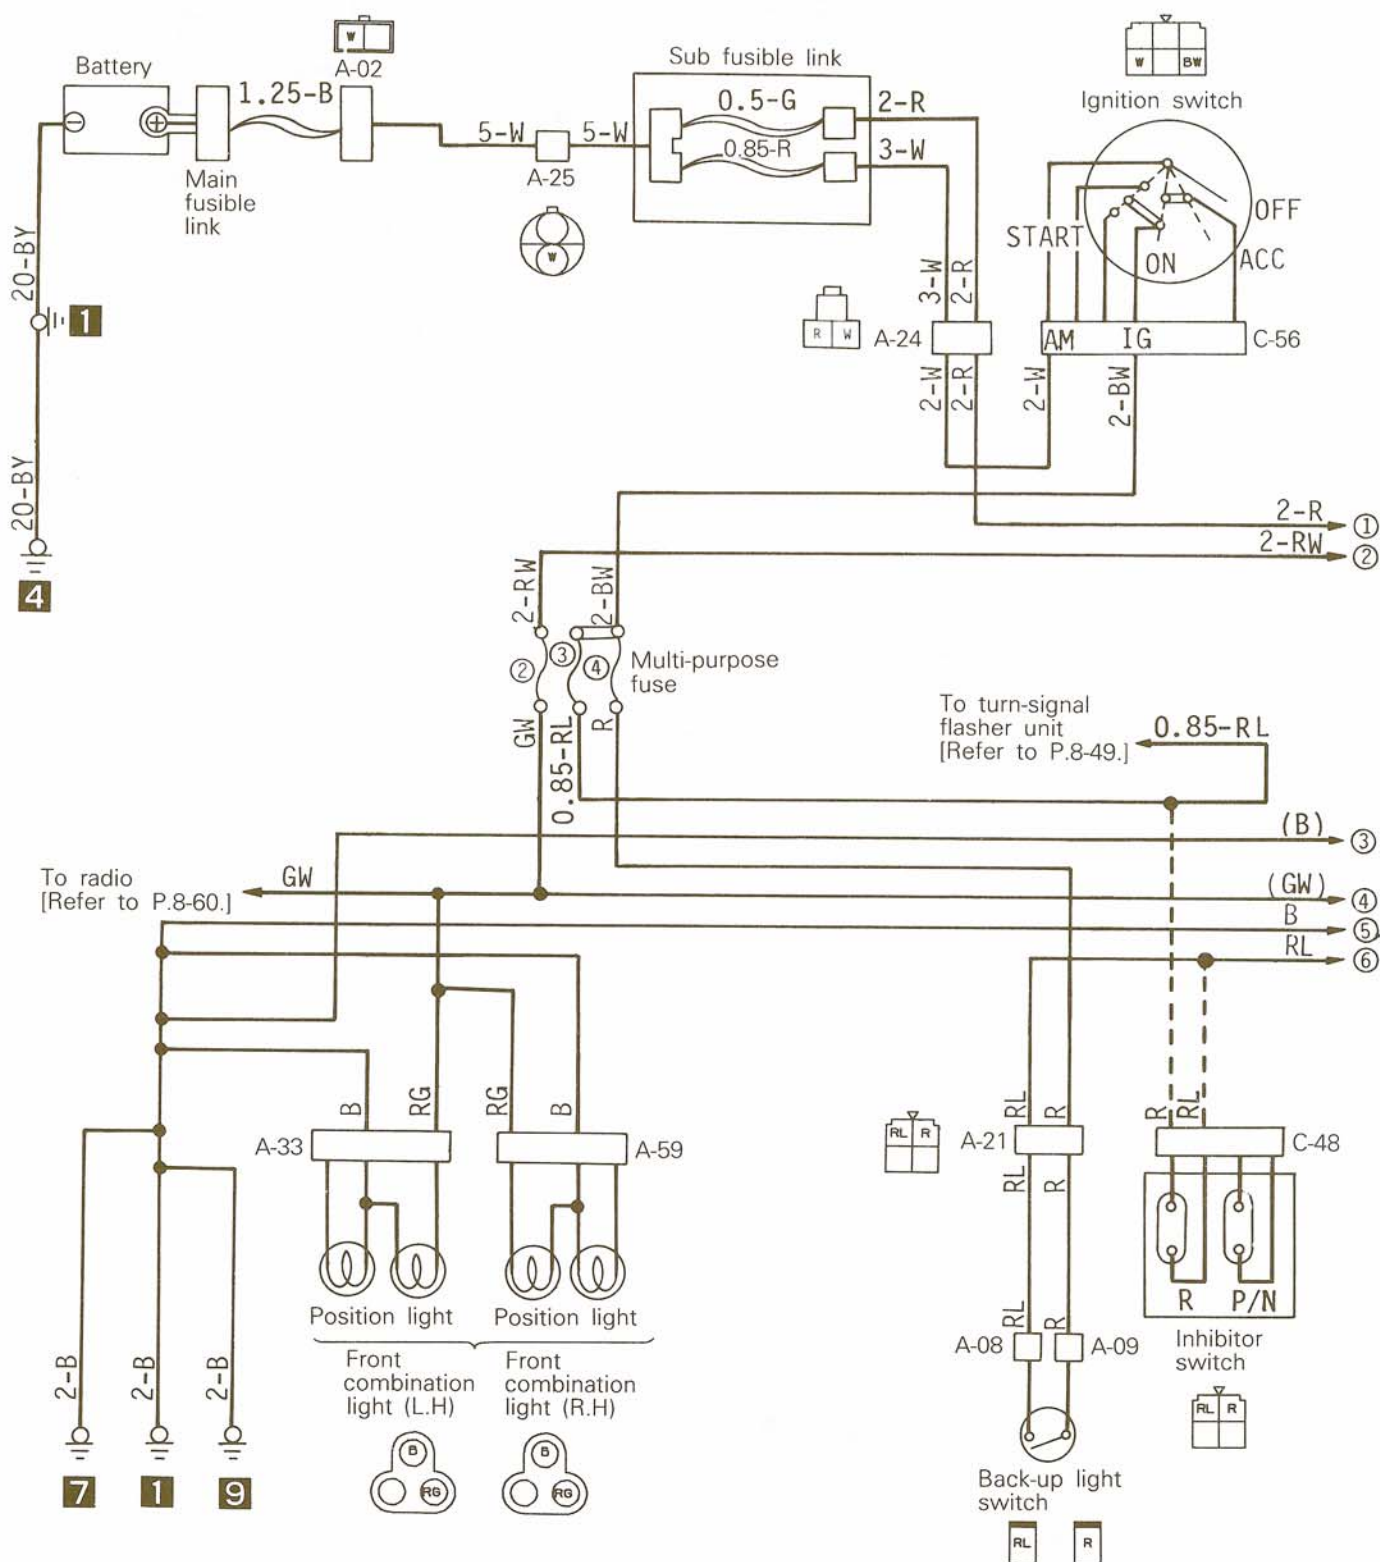 W
A-02
Battery
1.25-B
Main
fusible
link
5-W
A-25
W
5-W
Sub fusible link
0.5-G
0.85-R
2-R
3-W
W
BW
Ignition switch
OFF
START
ON
ACC
20-BY
1
3-W
2-R
R
W
A-24
AM
IG
C-56
2-W
2-R
2-W
2-BW
20-BY
4
2-R
①
2-RW
②
2-RW
2-BW
②
③
④
Multi-purpose
fuse
GW
0.85-RL
R
To turn-signal
flasher unit
[Refer to P.8-49.]
0.85-RL
(B)
③
To radio
[Refer to P.8-60.]
GW
(GW)
④
B
⑤
RL
⑥
B
RG
RG
B
A-33
A-59
RL
R
RL
R
A-21
RL
R
R
RL
C-48
Position light
Position light
Front
combination
light (L.H)
Front
combination
light (R.H)
B
RG
B
RG
RL
R
A-08
A-09
Back-up light
switch
RL
R
R
P/N
Inhibitor
switch
RL
R
2-B
2-B
2-B
7
1
9